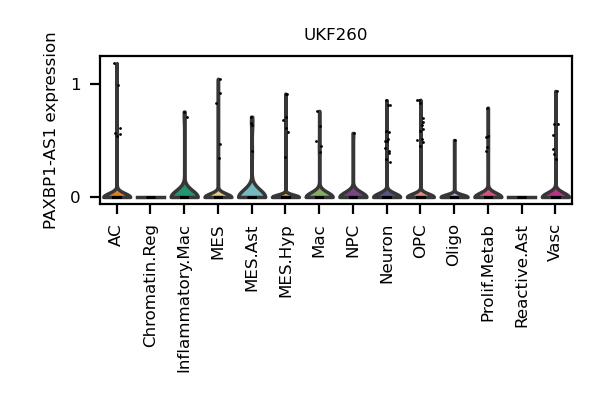 UKF260
PAXBP1-AS1 expression
1
0
AC
Chromatin.Reg
Inflammatory.Mac
MES
MES.Ast
MES.Hyp
Mac
NPC
Neuron
OPC
Oligo
Prolif.Metab
Reactive.Ast
Vasc